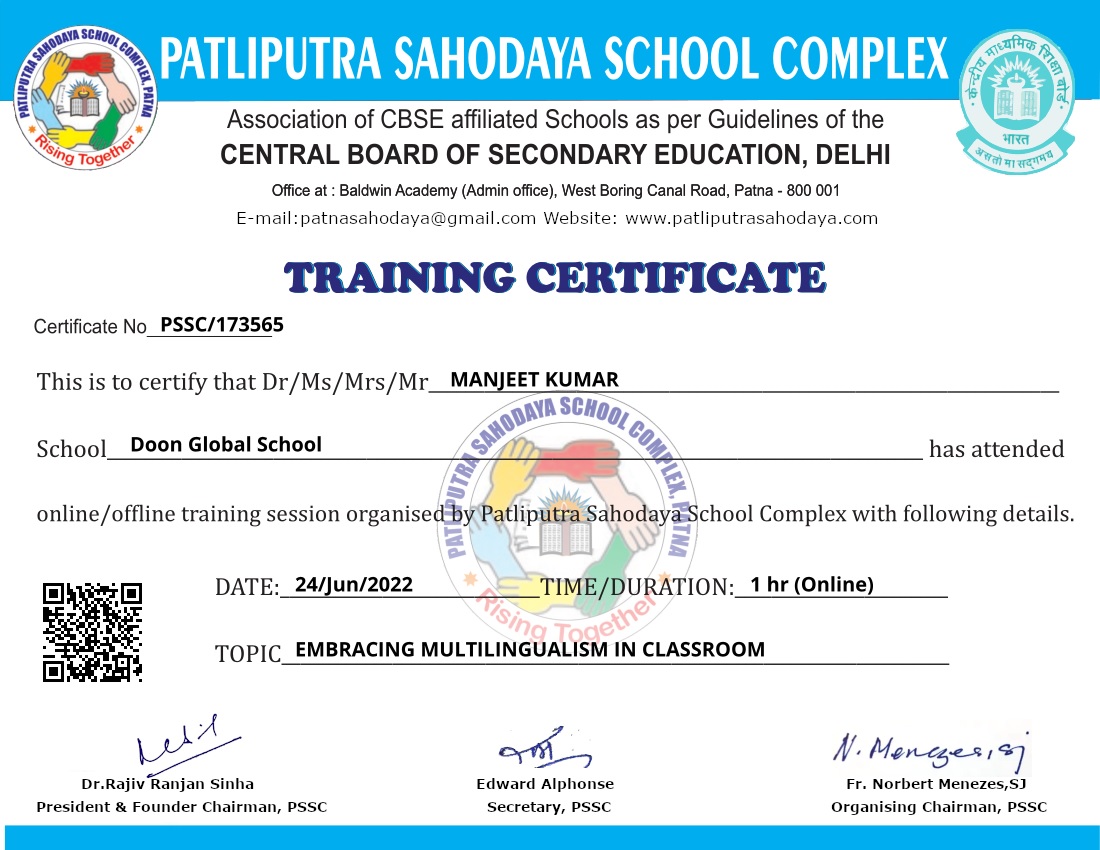 PATLIPUTRA SAHODAYA SCHOOL COMPLEX, PATNA
Rising Together
PATLIPUTRA SAHODAYA SCHOOL COMPLEX
केन्द्रीय माध्यमिक शिक्षा बोर्ड
भारत
असतो मा सद्गमय
Association of CBSE affiliated Schools as per Guidelines of the
CENTRAL BOARD OF SECONDARY EDUCATION, DELHI
Office at : Baldwin Academy (Admin office), West Boring Canal Road, Patna - 800 001
E-mail:patnasahodaya@gmail.com Website: www.patliputrasahodaya.com
TRAINING CERTIFICATE
Certificate No PSSC/173565
This is to certify that Dr/Ms/Mrs/Mr MANJEET KUMAR
School Doon Global School has attended
PATLIPUTRA SAHODAYA SCHOOL COMPLEX, PATNA
online/offline training session organised by Patliputra Sahodaya School Complex with following details.
DATE: 24/Jun/2022 TIME/DURATION: 1 hr (Online)
Rising Together
TOPIC EMBRACING MULTILINGUALISM IN CLASSROOM
N. Menezes, sj
Dr.Rajiv Ranjan Sinha Edward Alphonse Fr. Norbert Menezes,SJ
President & Founder Chairman, PSSC Secretary, PSSC Organising Chairman, PSSC